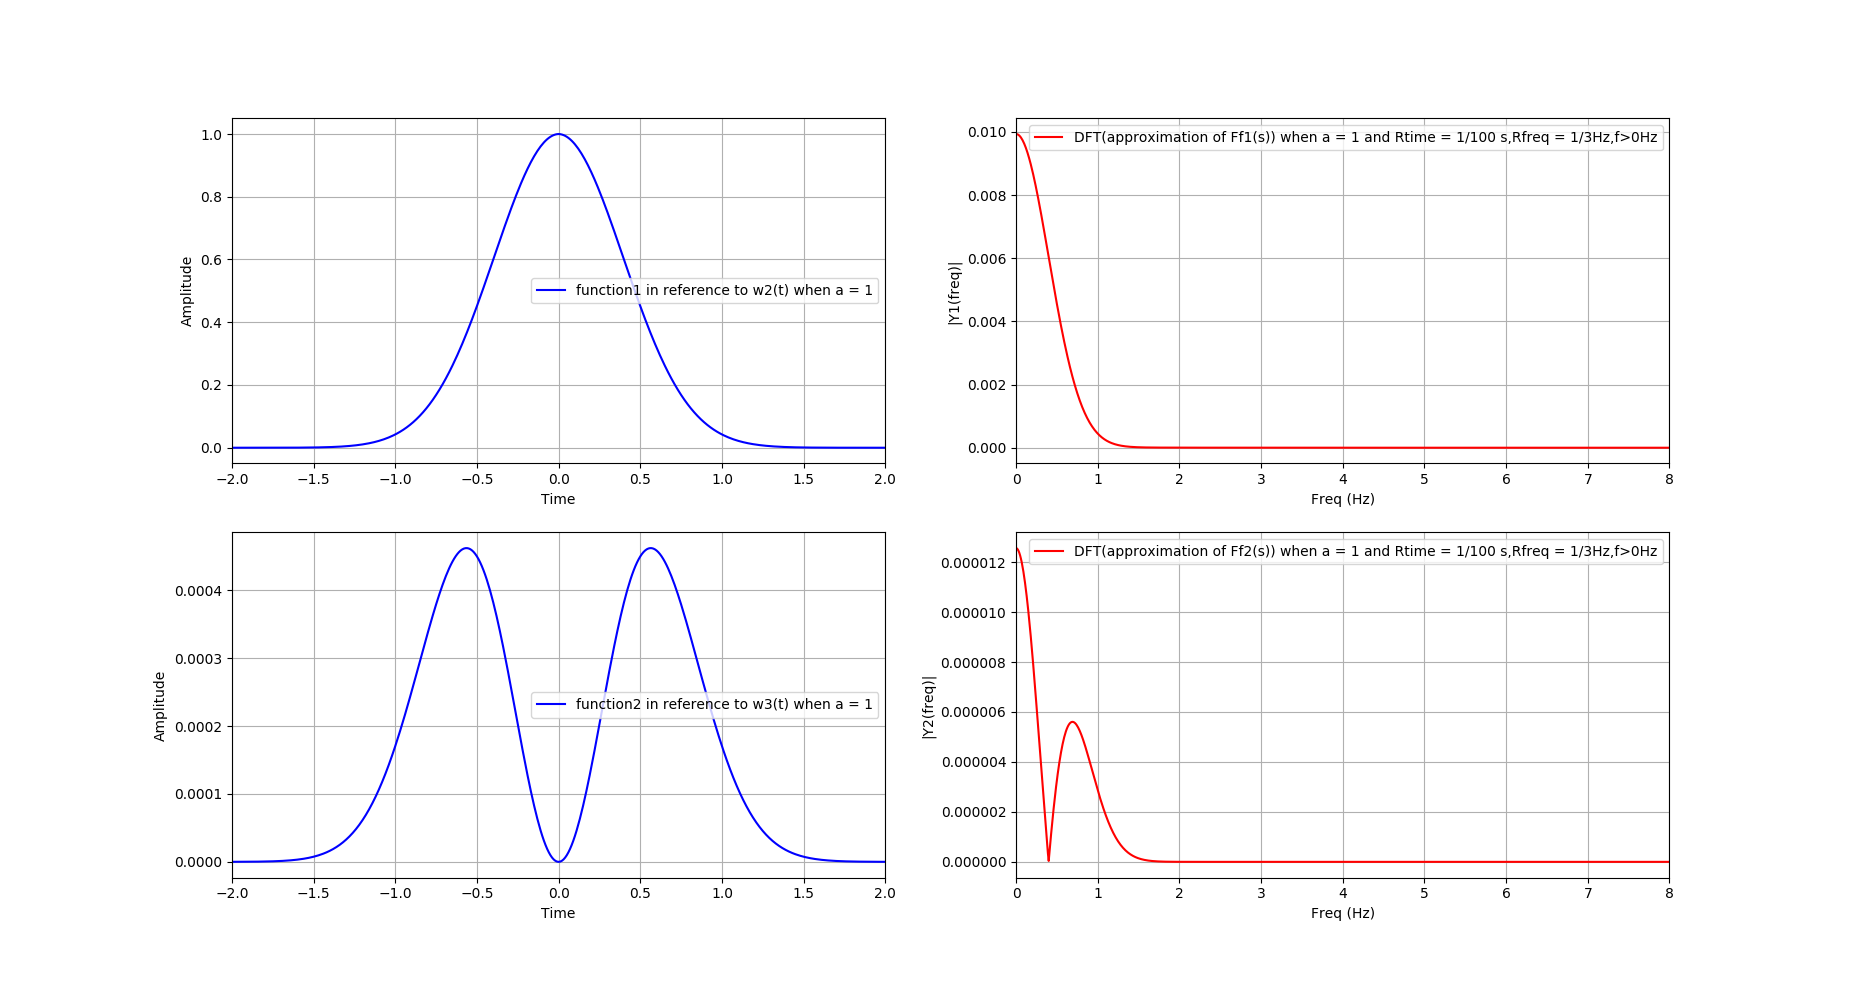 1.0
0.8
0.6
0.4
0.2
0.0
Amplitude
function1 in reference to w2(t) when a = 1
−2.0 −1.5 −1.0 −0.5 0.0 0.5 1.0 1.5 2.0
Time
0.010
0.008
0.006
0.004
0.002
0.000
|Y1(freq)|
DFT(approximation of Ff1(s)) when a = 1 and Rtime = 1/100 s,Rfreq = 1/3Hz,f>0Hz
0 1 2 3 4 5 6 7 8
Freq (Hz)
0.0004
0.0003
0.0002
0.0001
0.0000
Amplitude
function2 in reference to w3(t) when a = 1
−2.0 −1.5 −1.0 −0.5 0.0 0.5 1.0 1.5 2.0
Time
0.000012
0.000010
0.000008
0.000006
0.000004
0.000002
0.000000
|Y2(freq)|
DFT(approximation of Ff2(s)) when a = 1 and Rtime = 1/100 s,Rfreq = 1/3Hz,f>0Hz
0 1 2 3 4 5 6 7 8
Freq (Hz)